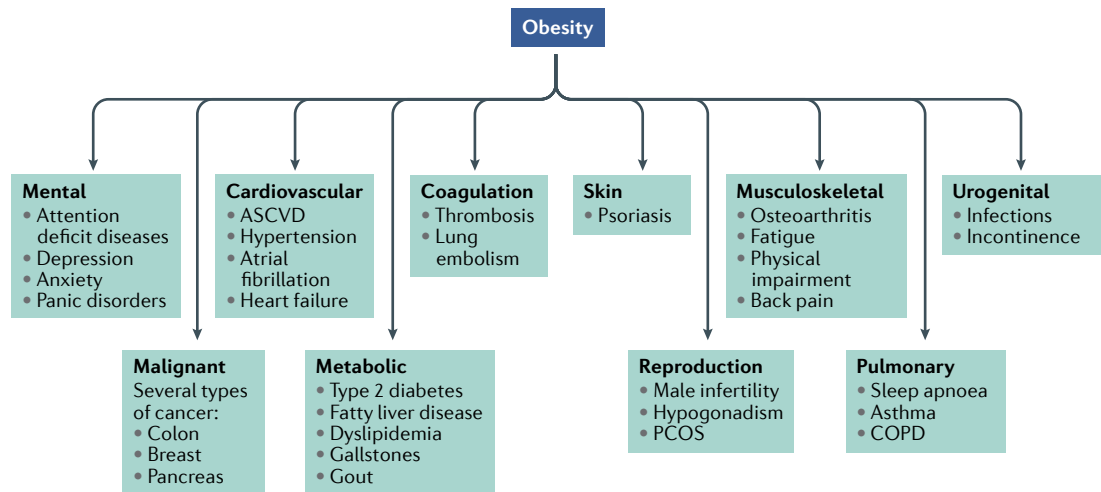 Obesity
Mental
• Attention
deficit diseases
• Depression
• Anxiety
• Panic disorders
Cardiovascular
• ASCVD
• Hypertension
• Atrial
fibrillation
• Heart failure
Coagulation
• Thrombosis
• Lung
embolism
Skin
• Psoriasis
Musculoskeletal
• Osteoarthritis
• Fatigue
• Physical
impairment
• Back pain
Urogenital
• Infections
• Incontinence
Malignant
Several types
of cancer:
• Colon
• Breast
• Pancreas
Metabolic
• Type 2 diabetes
• Fatty liver disease
• Dyslipidemia
• Gallstones
• Gout
Reproduction
• Male infertility
• Hypogonadism
• PCOS
Pulmonary
• Sleep apnoea
• Asthma
• COPD